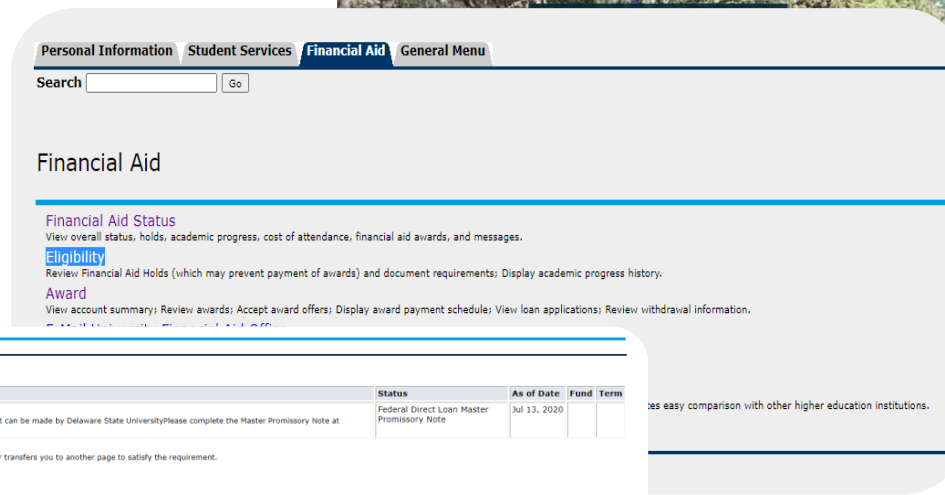 Personal Information Student Services Financial Aid General Menu
Search Go
Financial Aid
Financial Aid Status
View overall status, holds, academic progress, cost of attendance, financial aid awards, and messages.
Eligibility
Review Financial Aid Holds (which may prevent payment of awards) and document requirements; Display academic progress history.
Award
View account summary; Review awards; Accept award offers; Display award payment schedule; View loan applications; Review withdrawal information.
E-Mail University Financial Aid Office
easy comparison with other higher education institutions.
Status As of Date Fund Term
Federal Direct Loan Master Jul 13, 2020
Promissory Note
can be made by Delaware State UniversityPlease complete the Master Promissory Note at
transfers you to another page to satisfy the requirement.